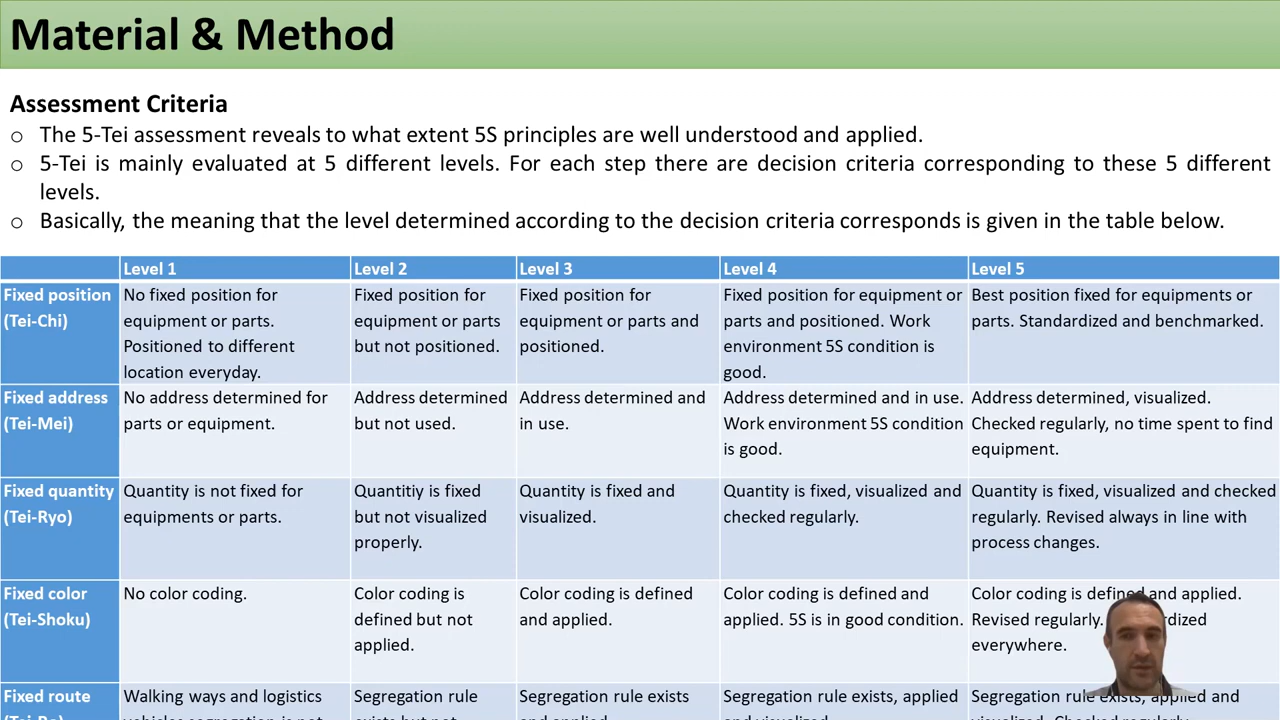 Material & Method
Assessment Criteria
o The 5-Tei assessment reveals to what extent 5S principles are well understood and applied.
o 5-Tei is mainly evaluated at 5 different levels. For each step there are decision criteria corresponding to these 5 different
levels.
o Basically, the meaning that the level determined according to the decision criteria corresponds is given in the table below.
Level 1
Level 2
Level 3
Level 4
Level 5
Fixed position
(Tei-Chi)
No fixed position for
equipment or parts.
Positioned to different
location everyday.
Fixed position for
equipment or parts
but not positioned.
Fixed position for
equipment or parts and
positioned.
Fixed position for equipment or
parts and positioned. Work
environment 5S condition is
good.
Best position fixed for equipments or
parts. Standardized and benchmarked.
Fixed address
(Tei-Mei)
No address determined for
parts or equipment.
Address determined
but not used.
Address determined and
in use.
Address determined and in use.
Work environment 5S condition
is good.
Address determined, visualized.
Checked regularly, no time spent to find
equipment.
Fixed quantity
(Tei-Ryo)
Quantity is not fixed for
equipments or parts.
Quantitiy is fixed
but not visualized
properly.
Quantity is fixed and
visualized.
Quantity is fixed, visualized and
checked regularly.
Quantity is fixed, visualized and checked
regularly. Revised always in line with
process changes.
Fixed color
(Tei-Shoku)
No color coding.
Color coding is
defined but not
applied.
Color coding is defined
and applied.
Color coding is defined and
applied. 5S is in good condition.
Color coding is defined and applied.
Revised regularly.
everywhere.
Fixed route
Walking ways and logistics
Segregation rule
Segregation rule exists
Segregation rule exists, applied
Segregation rule exists, applied and